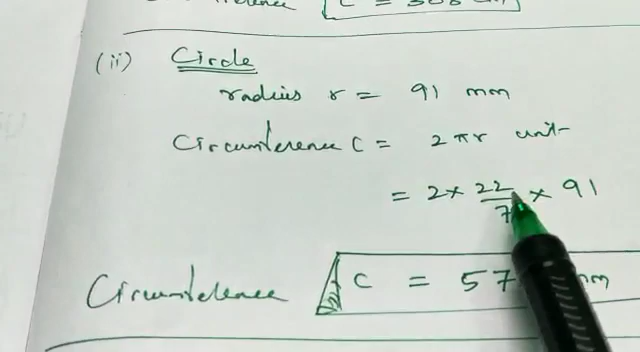 (ii) Circle
radius r = 91 mm
Circumference C = 2πr unit
= 2 × 22/7 × 91
Circumference C = 57 mm